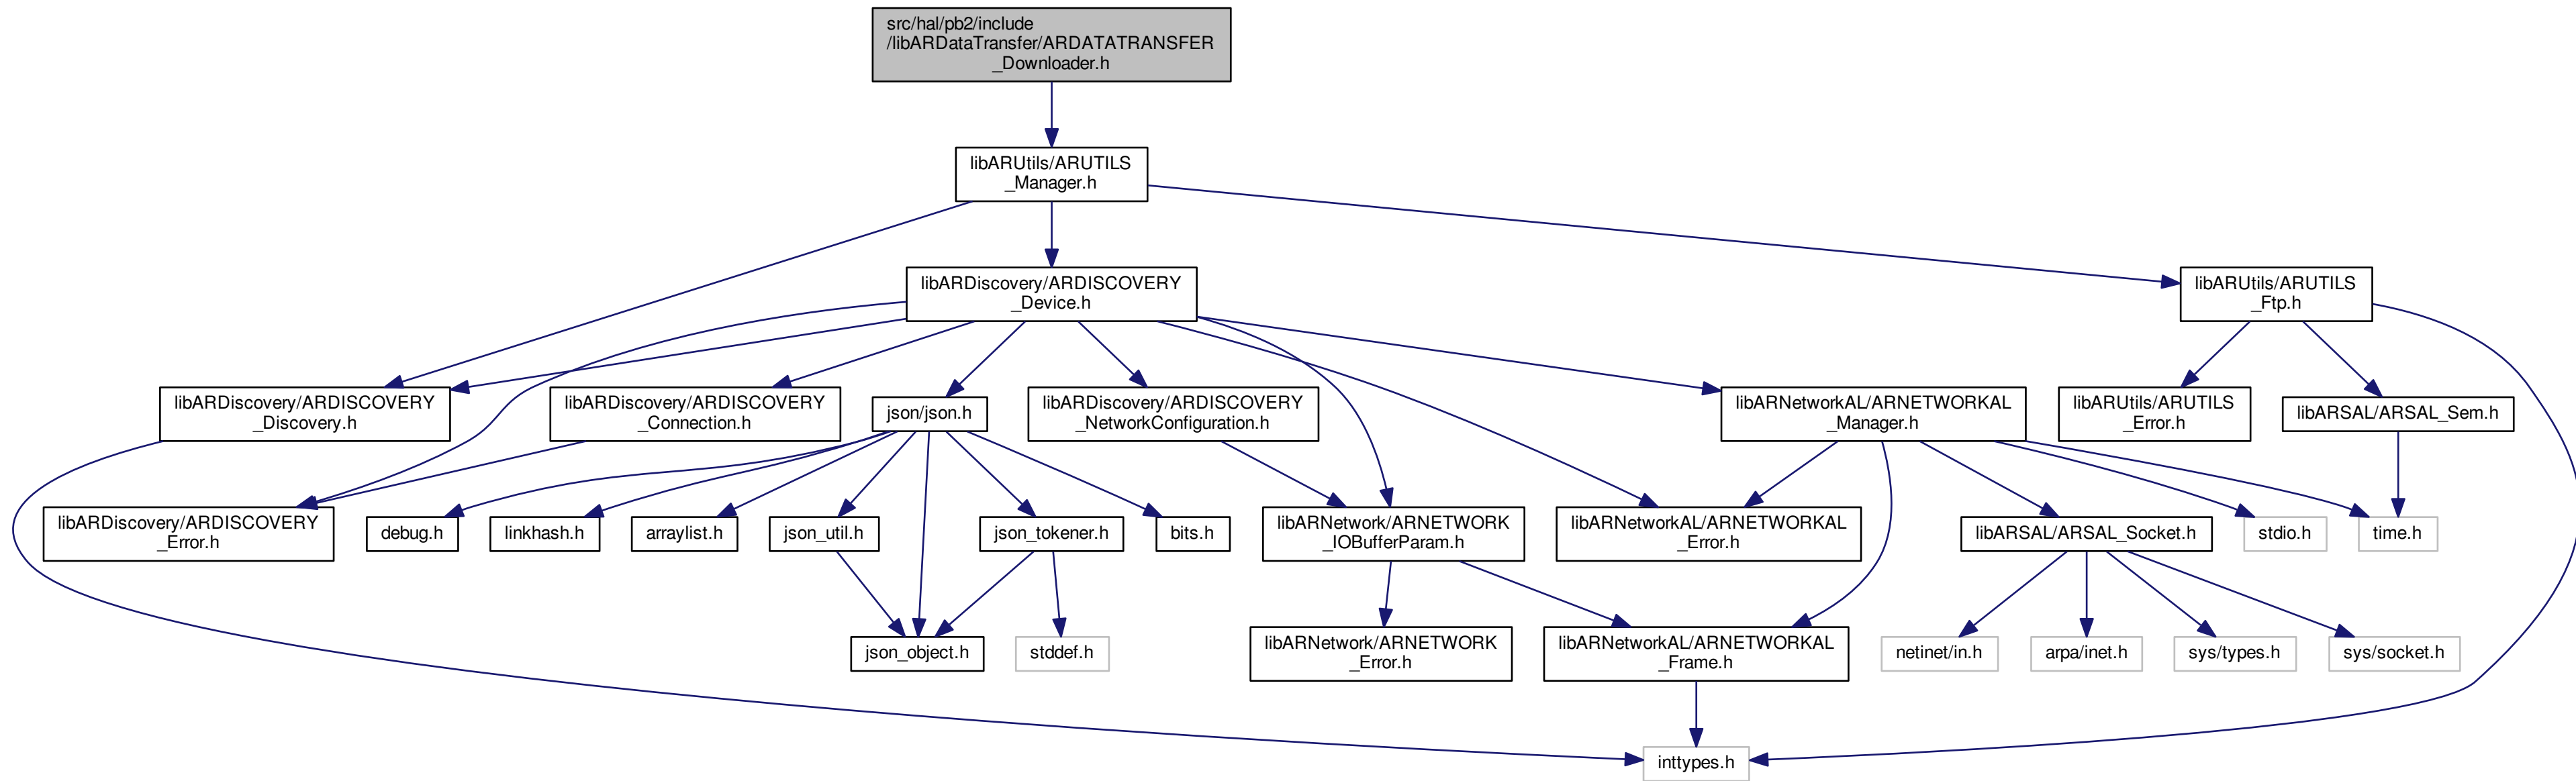 src/hal/pb2/include
/libARDataTransfer/ARDATATRANSFER
_Downloader.h
libARUtils/ARUTILS
_Manager.h
libARDiscovery/ARDISCOVERY
_Device.h
libARUtils/ARUTILS
_Ftp.h
libARDiscovery/ARDISCOVERY
_Discovery.h
libARDiscovery/ARDISCOVERY
_Connection.h
json/json.h
libARDiscovery/ARDISCOVERY
_NetworkConfiguration.h
libARNetworkAL/ARNETWORKAL
_Manager.h
libARUtils/ARUTILS
_Error.h
libARSAL/ARSAL_Sem.h
libARDiscovery/ARDISCOVERY
_Error.h
debug.h
linkhash.h
arraylist.h
json_util.h
json_tokener.h
bits.h
libARNetwork/ARNETWORK
_IOBufferParam.h
libARNetworkAL/ARNETWORKAL
_Error.h
libARSAL/ARSAL_Socket.h
stdio.h
time.h
json_object.h
stddef.h
libARNetwork/ARNETWORK
_Error.h
libARNetworkAL/ARNETWORKAL
_Frame.h
netinet/in.h
arpa/inet.h
sys/types.h
sys/socket.h
inttypes.h